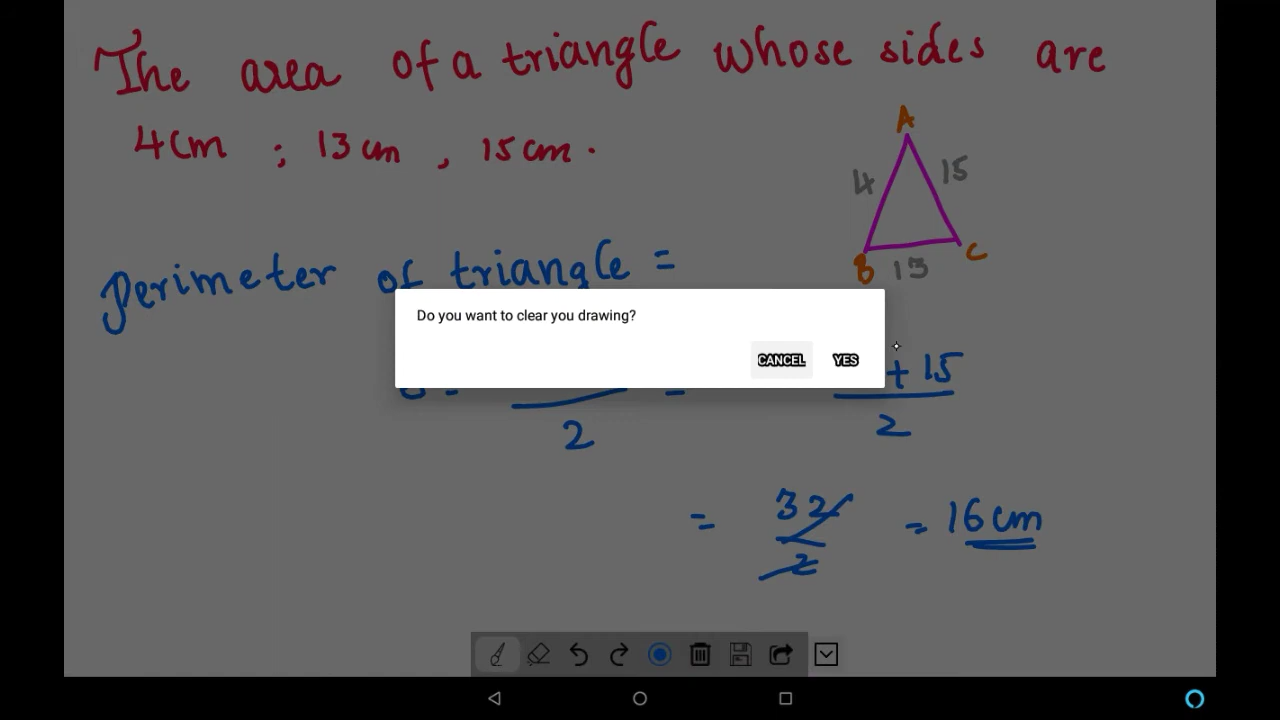 The area of a triangle whose sides are
4cm ; 13cm , 15cm .
A
4 15
B 13 C
Perimeter of triangle =
Do you want to clear you drawing?
CANCEL YES
= = + 15
2 2
= 32 = 16cm
2